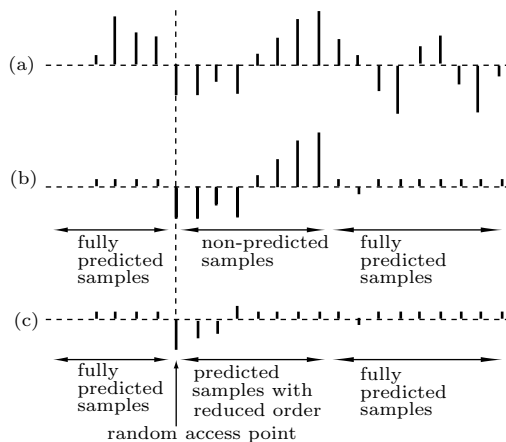 (a)
(b)
fully
predicted
samples
non-predicted
samples
fully
predicted
samples
(c)
fully
predicted
samples
predicted
samples with
reduced order
fully
predicted
samples
random access point